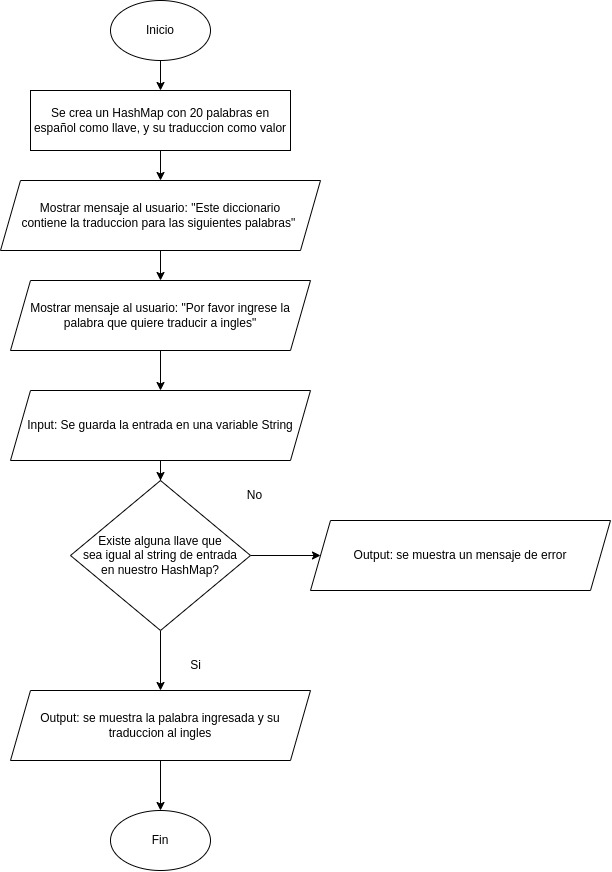 Inicio
Se crea un HashMap con 20 palabras en
español como llave, y su traduccion como valor
Mostrar mensaje al usuario: "Este diccionario
contiene la traduccion para las siguientes palabras"
Mostrar mensaje al usuario: "Por favor ingrese la
palabra que quiere traducir a ingles"
Input: Se guarda la entrada en una variable String
No
Existe alguna llave que
sea igual al string de entrada
en nuestro HashMap?
Output: se muestra un mensaje de error
Si
Output: se muestra la palabra ingresada y su
traduccion al ingles
Fin